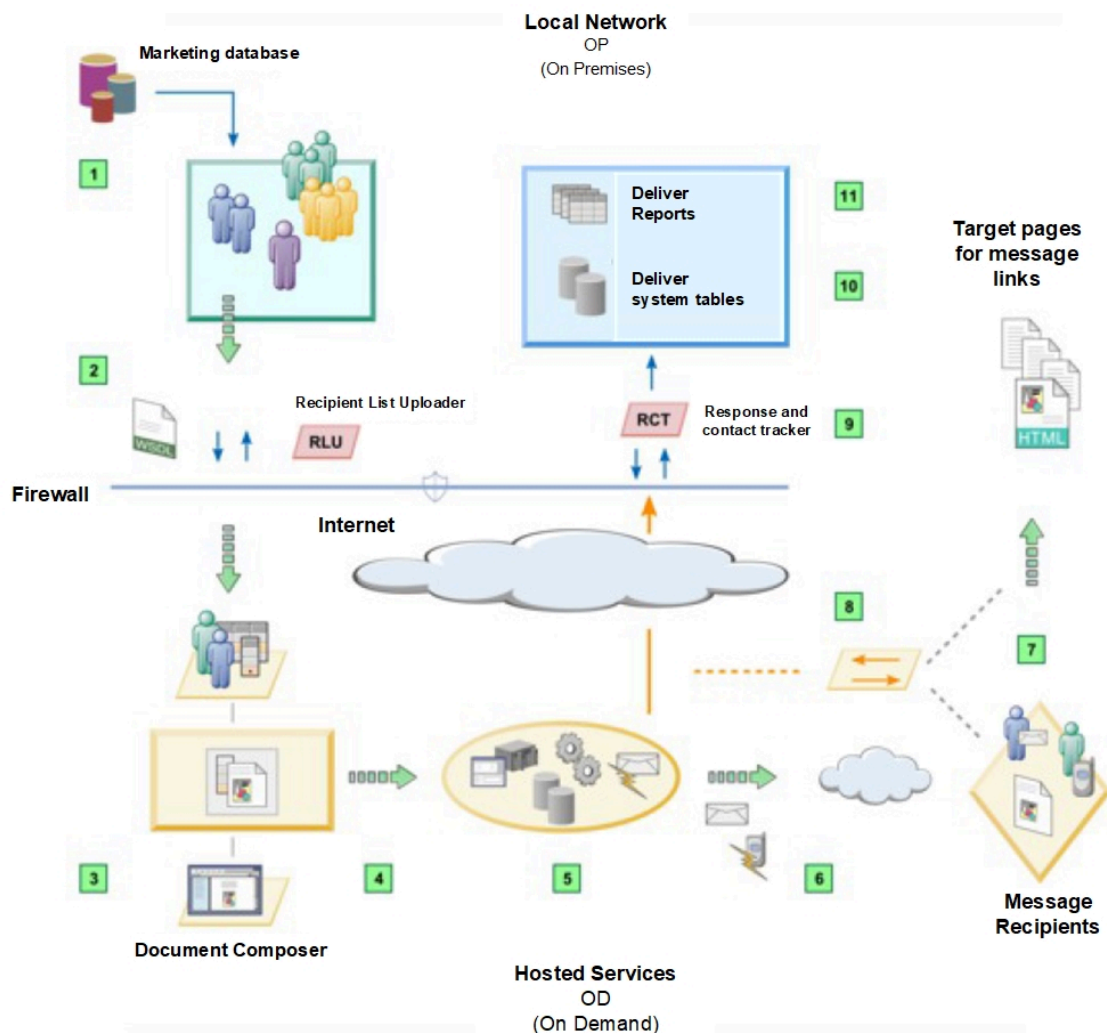 Local Network
OP
(On Premises)
Marketing database
1
Deliver
Reports
11
Deliver
system tables
10
Target pages
for message
links
2
WSDL
Recipient List Uploader
RLU
RCT
Response and
contact tracker
9
HTML
Firewall
Internet
8
7
3
4
5
6
Document Composer
Message
Recipients
Hosted Services
OD
(On Demand)